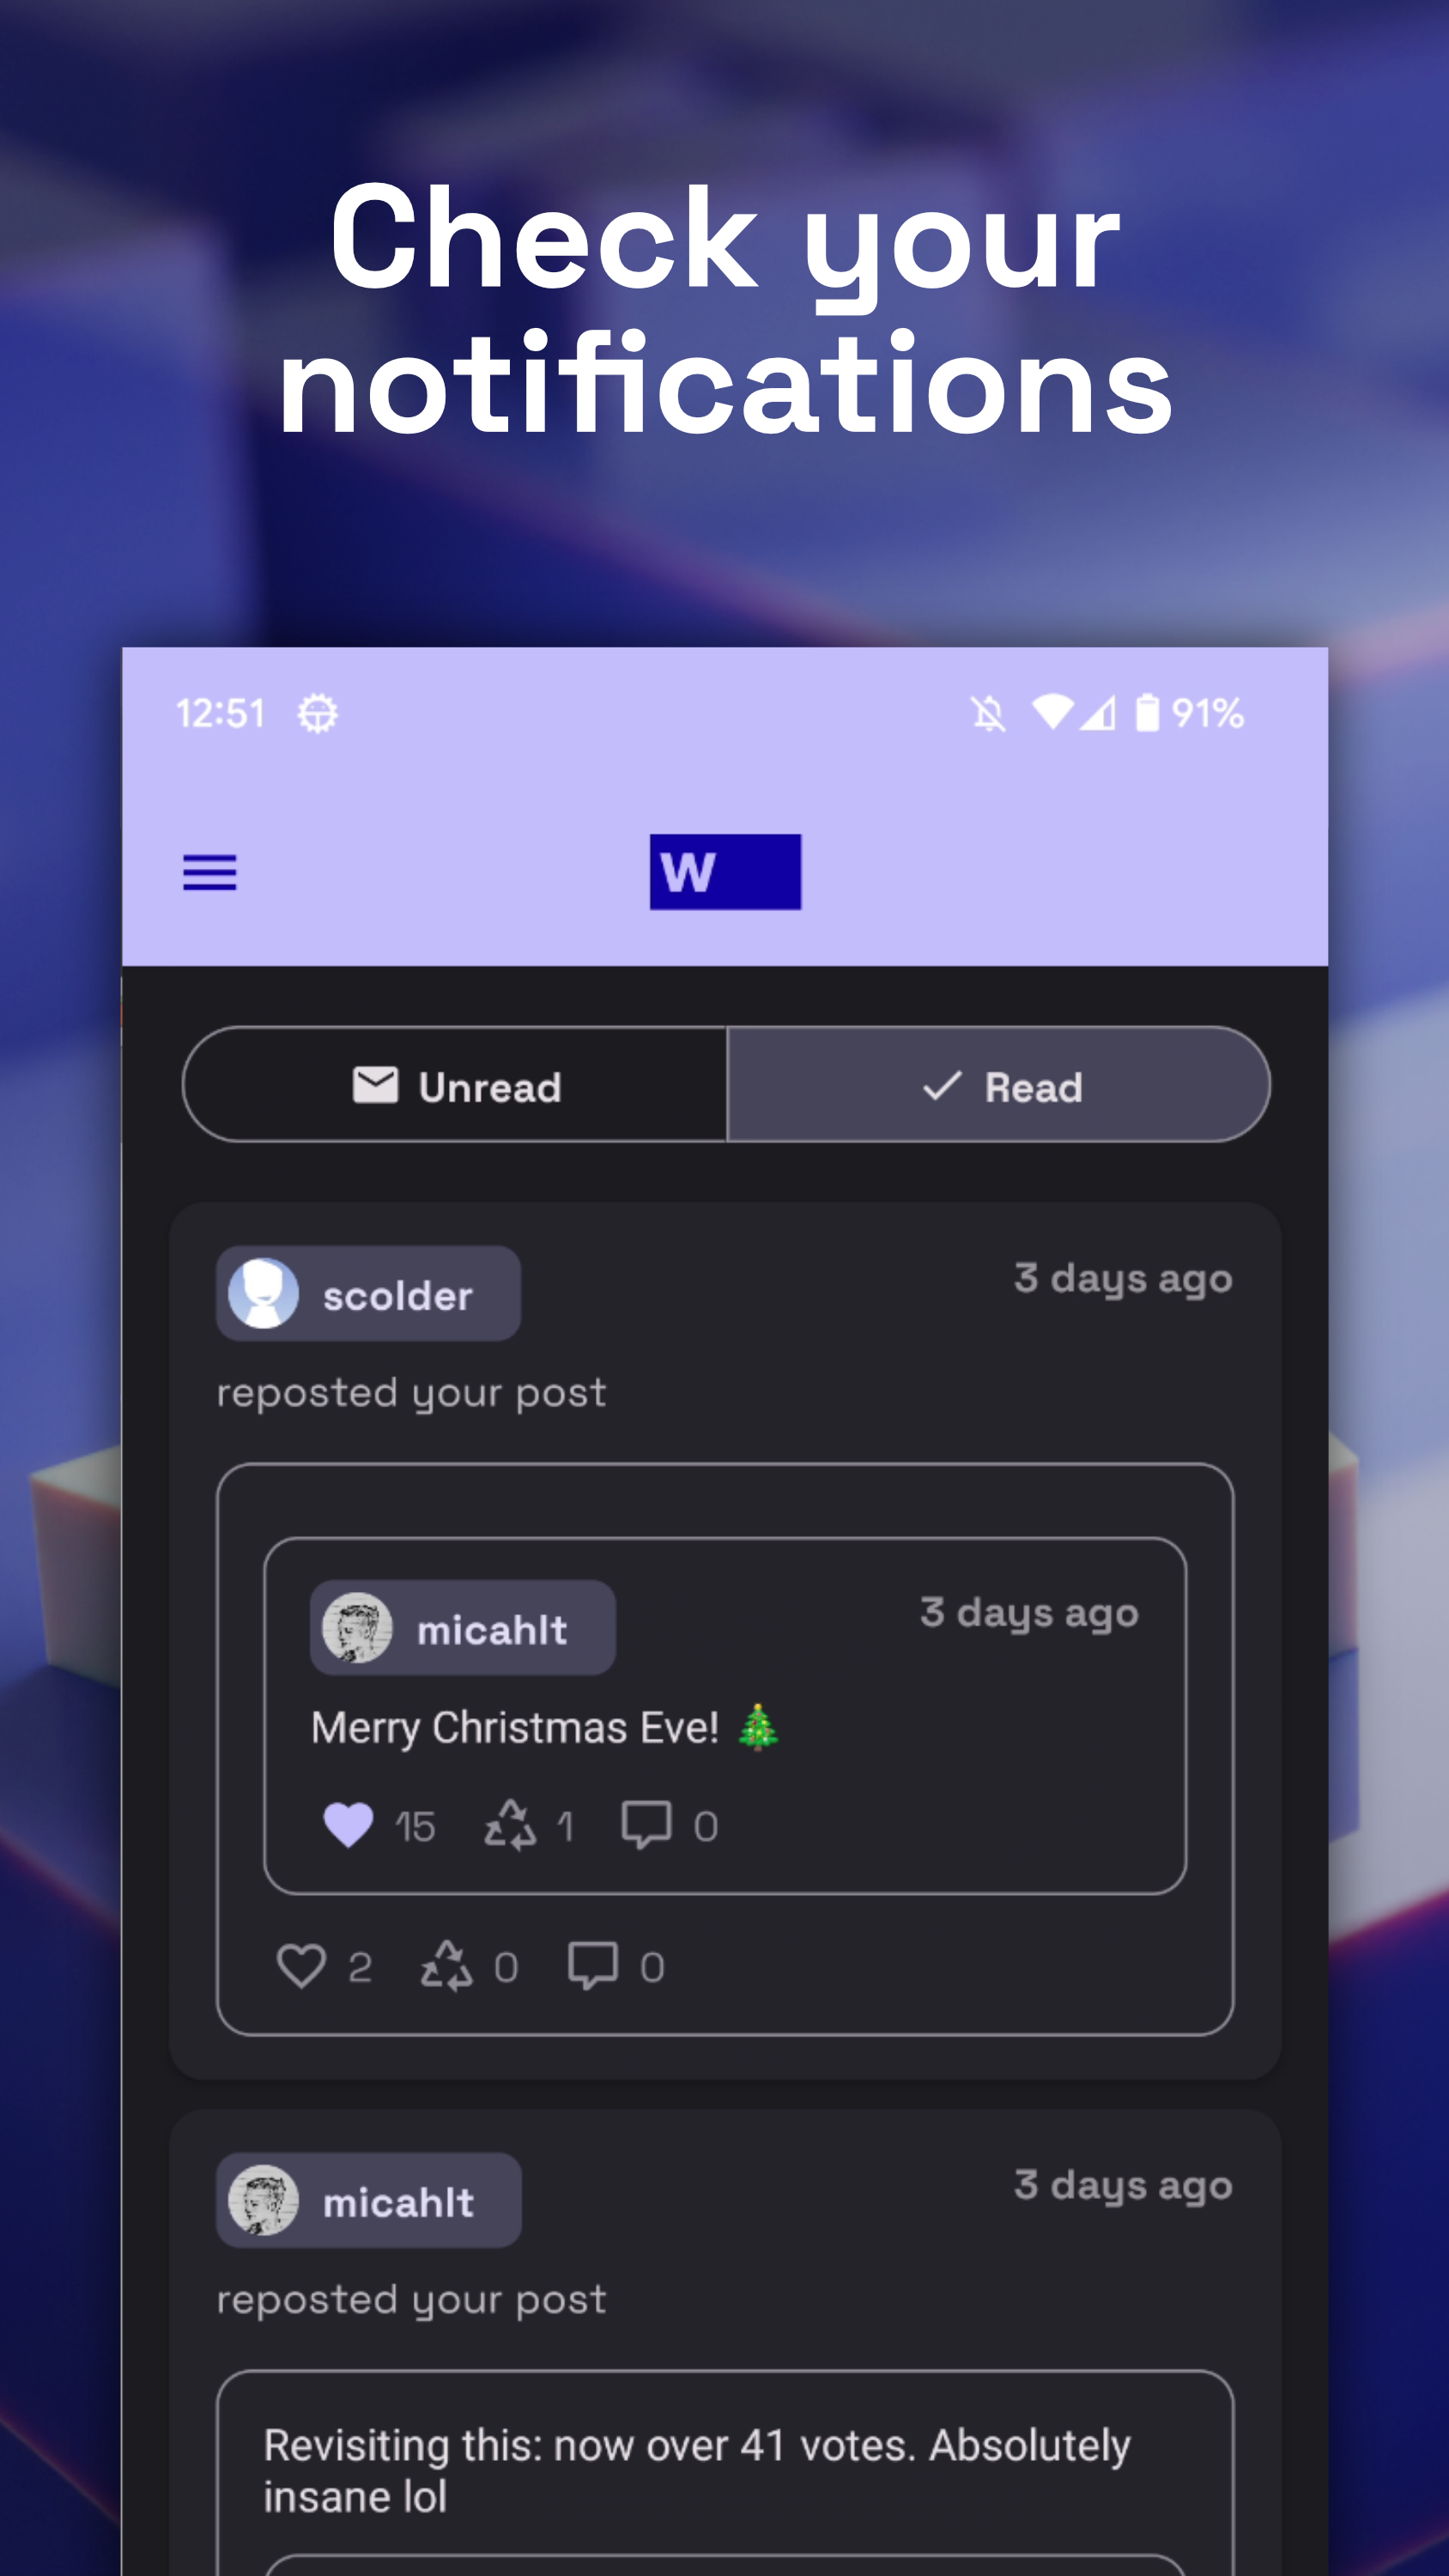 Check your
notifications
12:51
91%
W
Unread
Read
scolder
3 days ago
reposted your post
micahlt
3 days ago
Merry Christmas Eve! 🎄
15
1
0
2
0
0
micahlt
3 days ago
reposted your post
Revisiting this: now over 41 votes. Absolutely
insane lol